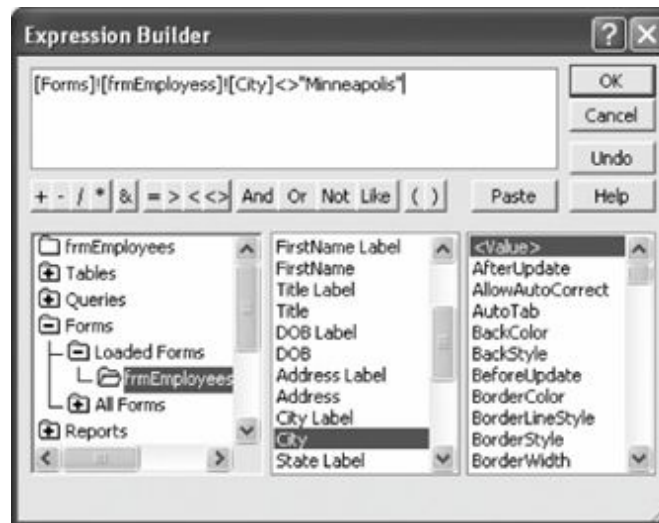 Expression Builder
[Forms]![frmEmployess]![City]<>"Minneapolis"
OK
Cancel
Undo
+ - / * & = > < <> And Or Not Like ( ) Paste Help
frmEmployees
Tables
Queries
Forms
Loaded Forms
frmEmployees
All Forms
Reports
FirstName Label
FirstName
Title Label
Title
DOB Label
DOB
Address Label
Address
City Label
City
State Label
<Value>
AfterUpdate
AllowAutoCorrect
AutoTab
BackColor
BackStyle
BeforeUpdate
BorderColor
BorderLineStyle
BorderStyle
BorderWidth